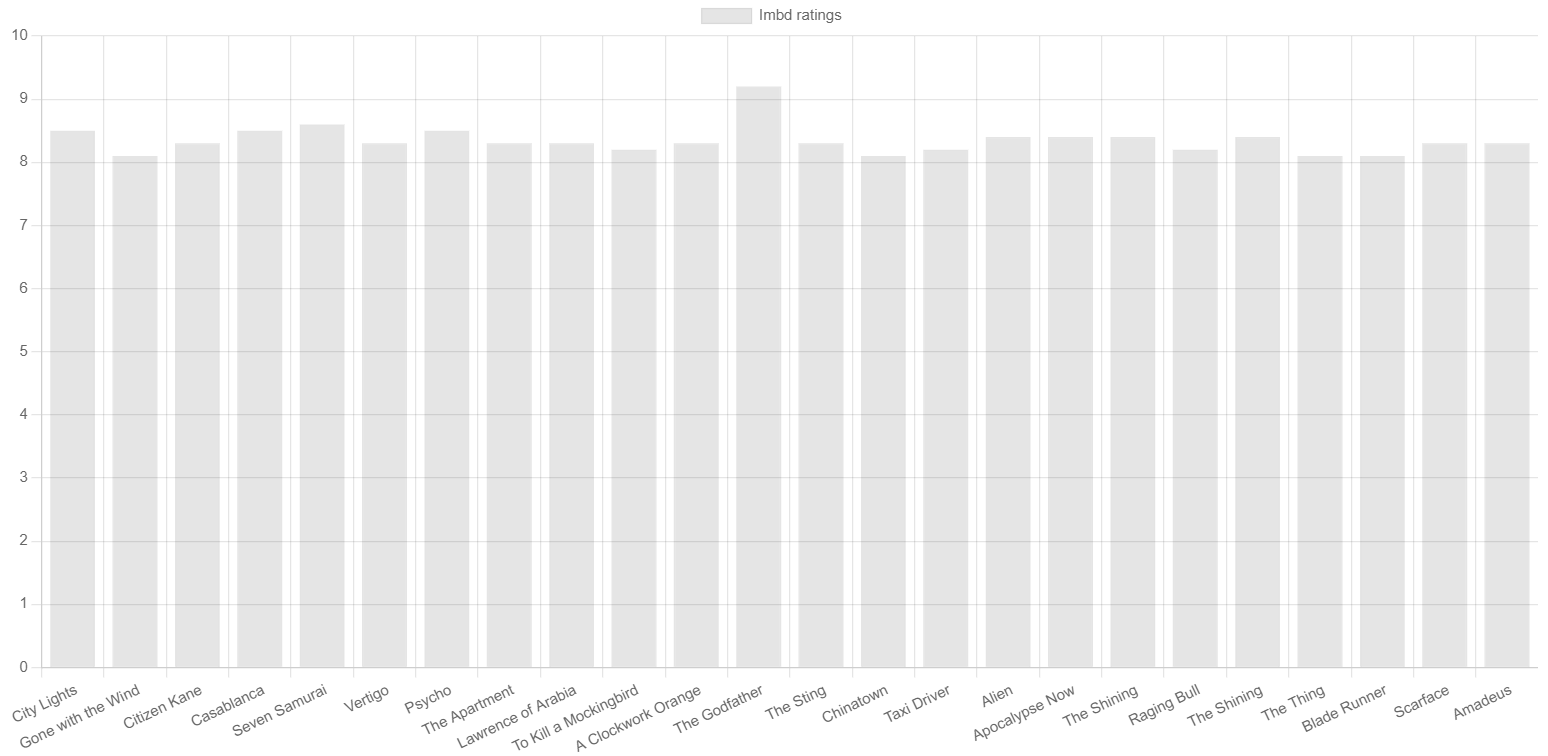 Imbd ratings
10
9
8
7
6
5
4
3
2
1
0
City Lights
Gone with the Wind
Citizen Kane
Casablanca
Seven Samurai
Vertigo
Psycho
The Apartment
Lawrence of Arabia
To Kill a Mockingbird
A Clockwork Orange
The Godfather
The Sting
Chinatown
Taxi Driver
Alien
Apocalypse Now
The Shining
Raging Bull
The Shining
The Thing
Blade Runner
Scarface
Amadeus